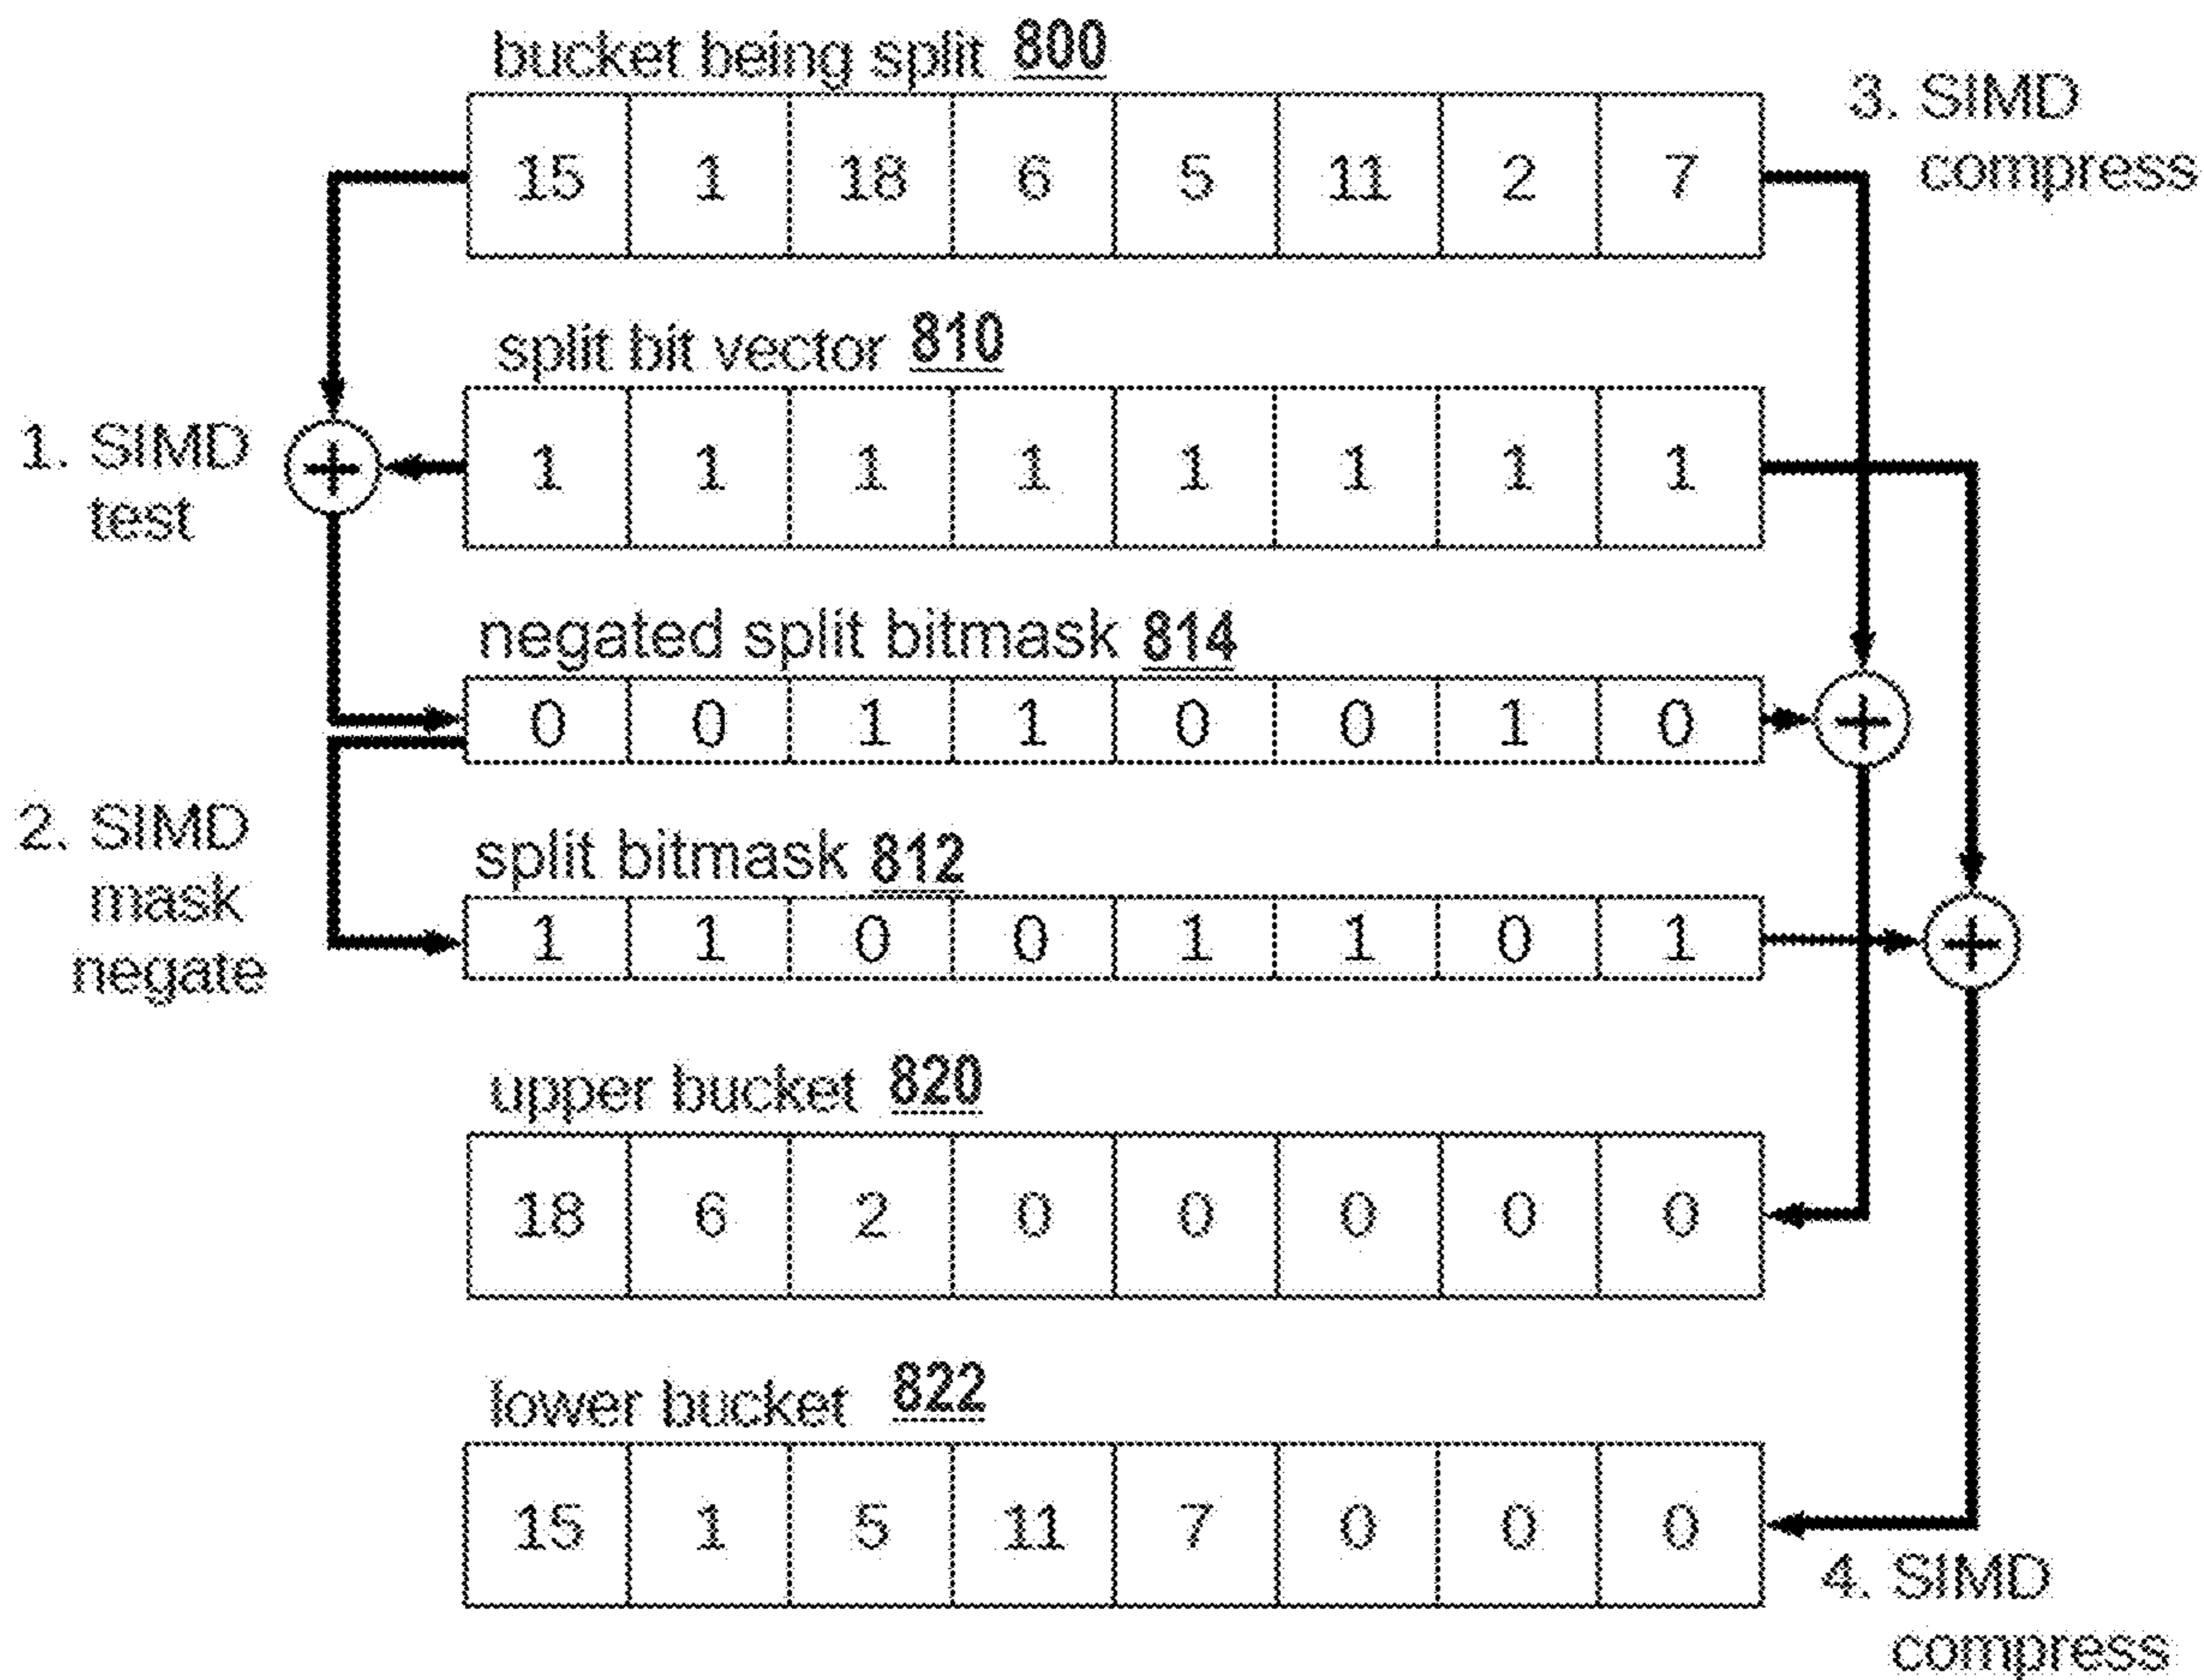 bucket being split 800
3. SIMD
compress
15 1 18 6 5 11 2 7
split bit vector 810
1. SIMD
test
1 1 1 1 1 1 1 1
negated split bitmask 814
0 0 1 1 0 0 1 0
2. SIMD
mask
negate
split bitmask 812
1 1 0 0 1 1 0 1
upper bucket 820
18 6 2 0 0 0 0 0
lower bucket 822
15 1 5 11 7 0 0 0
4. SIMD
compress